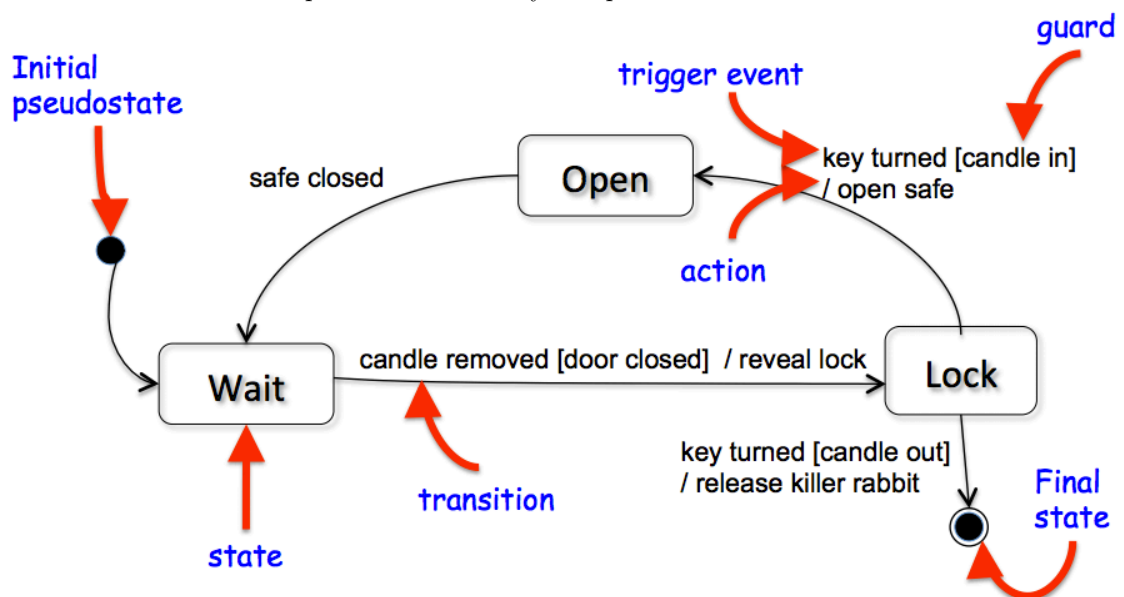 guard
Initial
pseudostate
trigger event
key turned [candle in]
/ open safe
safe closed
Open
action
candle removed [door closed] / reveal lock
Wait
Lock
key turned [candle out]
/ release killer rabbit
transition
Final
state
state